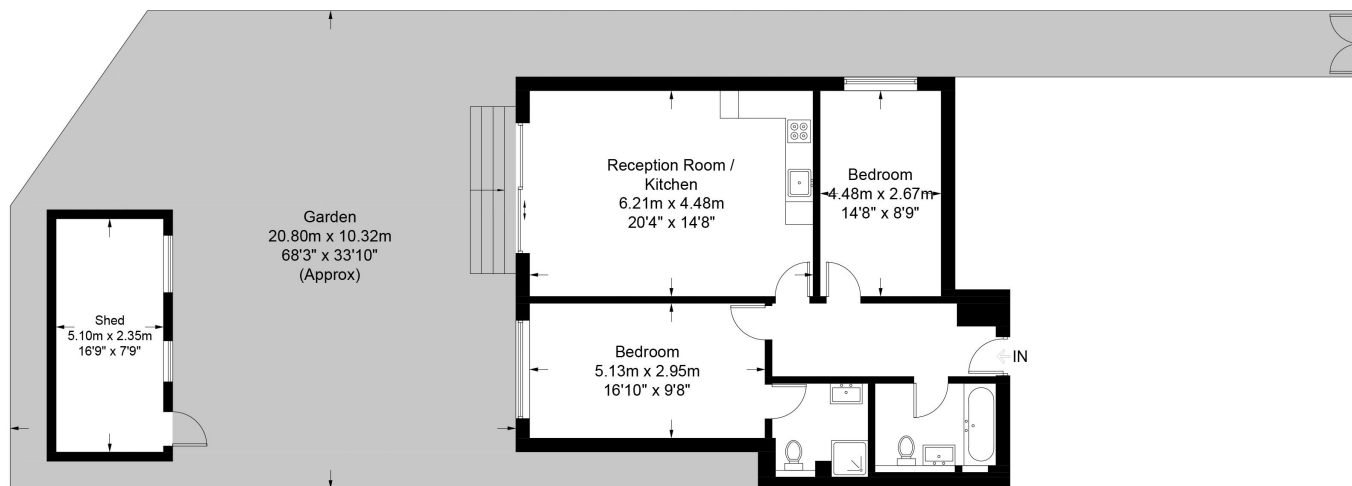 Reception Room /
Kitchen
6.21m x 4.48m
20'4" x 14'8"
Bedroom
4.48m x 2.67m
14'8" x 8'9"
Garden
20.80m x 10.32m
68'3" x 33'10"
(Approx)
Shed
5.10m x 2.35m
16'9" x 7'9"
Bedroom
5.13m x 2.95m
16'10" x 9'8"
IN